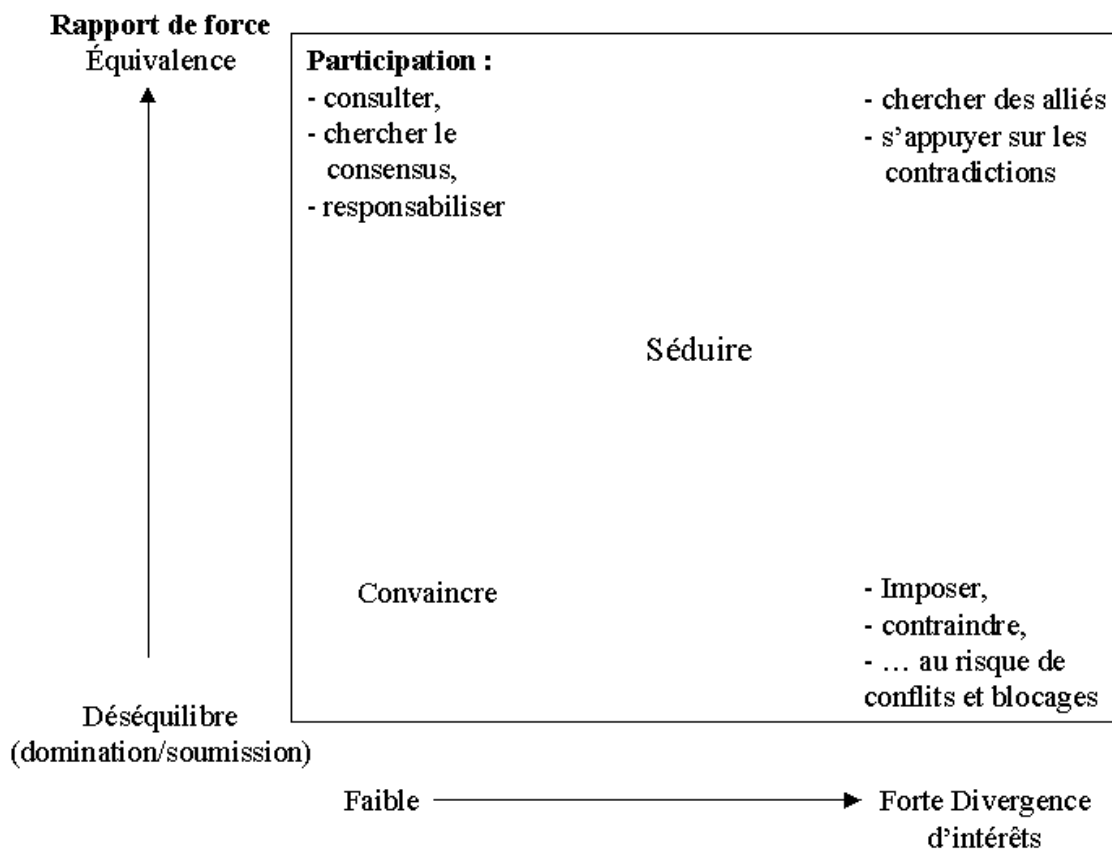 Rapport de force
Équivalence
Participation :
- consulter,
- chercher le
consensus,
- responsabiliser
- chercher des alliés
- s’appuyer sur les
contradictions
Séduire
Convaincre
- Imposer,
- contraindre,
- … au risque de
conflits et blocages
Déséquilibre
(domination/soumission)
Faible
Forte Divergence
d’intérêts